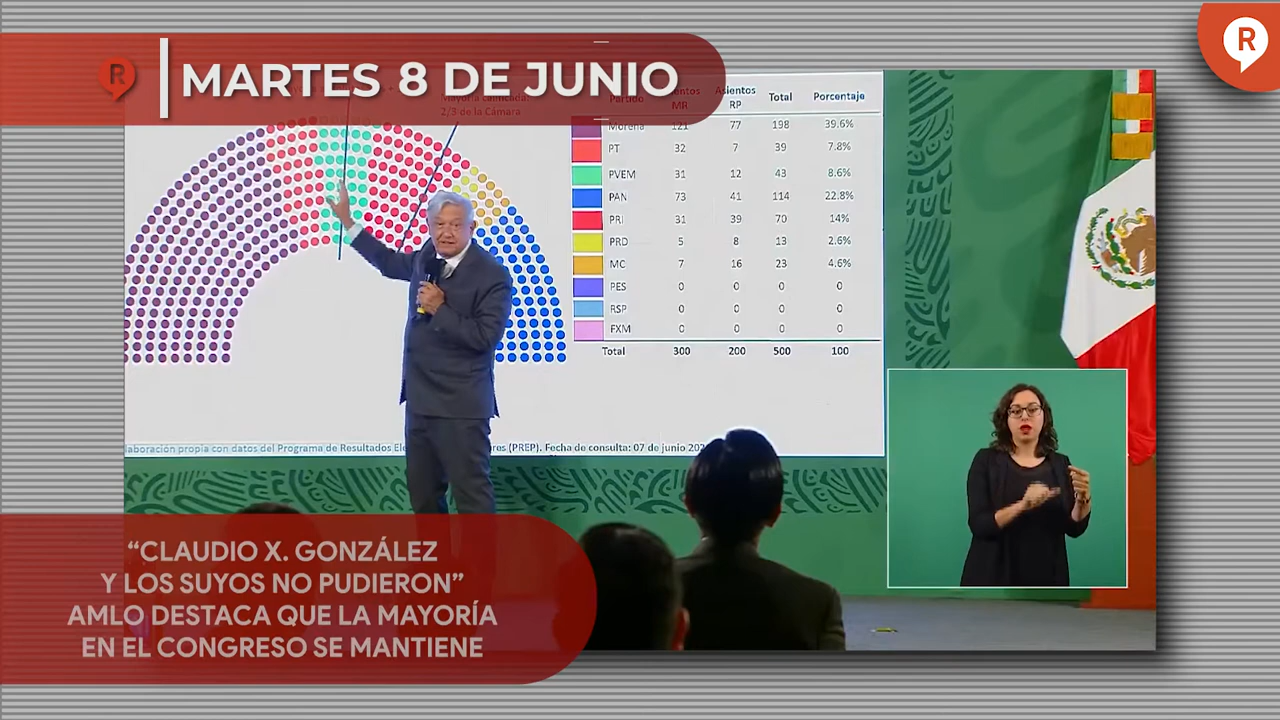 R
R
MARTES 8 DE JUNIO
2/3 de la Cámara
Partido
MR
Asientos
RP
Total
Porcentaje
Morena 121 77 198 39.6%
PT 32 7 39 7.8%
PVEM 31 12 43 8.6%
PAN 73 41 114 22.8%
PRI 31 39 70 14%
PRD 5 8 13 2.6%
MC 7 16 23 4.6%
PES 0 0 0 0
RSP 0 0 0 0
FXM 0 0 0 0
Total 300 200 500 100
laboración propia con datos del Programa de Resultados Ele res (PREP). Fecha de consulta: 07 de junio 20
“CLAUDIO X. GONZÁLEZ
Y LOS SUYOS NO PUDIERON”
AMLO DESTACA QUE LA MAYORÍA
EN EL CONGRESO SE MANTIENE